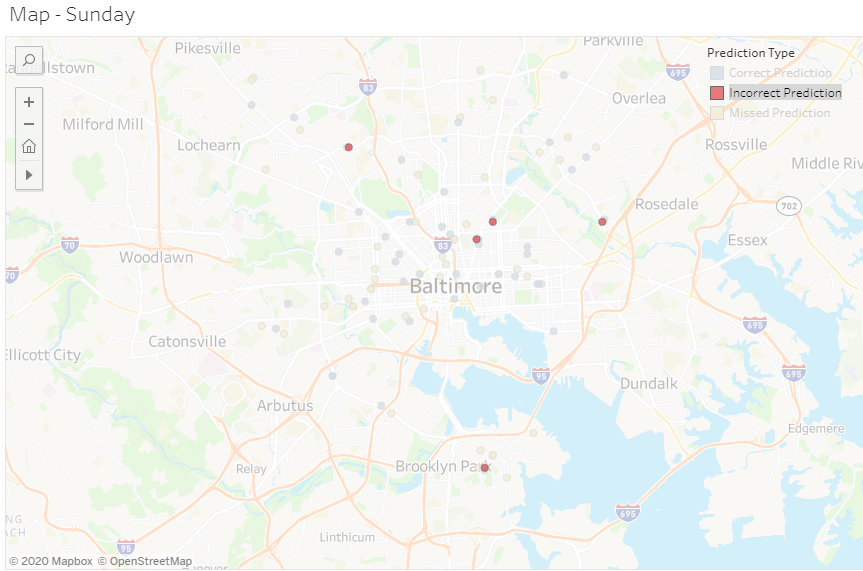 Map - Sunday
Pikesville
Parkville
Prediction Type
Correct Prediction
Incorrect Prediction
Missed Prediction
83
695
Overlea
Milford Mill
Lochearn
Rossville
Middle Riv
Rosedale
702
70
83
Essex
Woodlawn
70
Baltimore
695
Catonsville
Ellicott City
95
695
Dundalk
Arbutus
Edgemere
Relay
Brooklyn Park
695
Linthicum
95
© 2020 Mapbox © OpenStreetMap